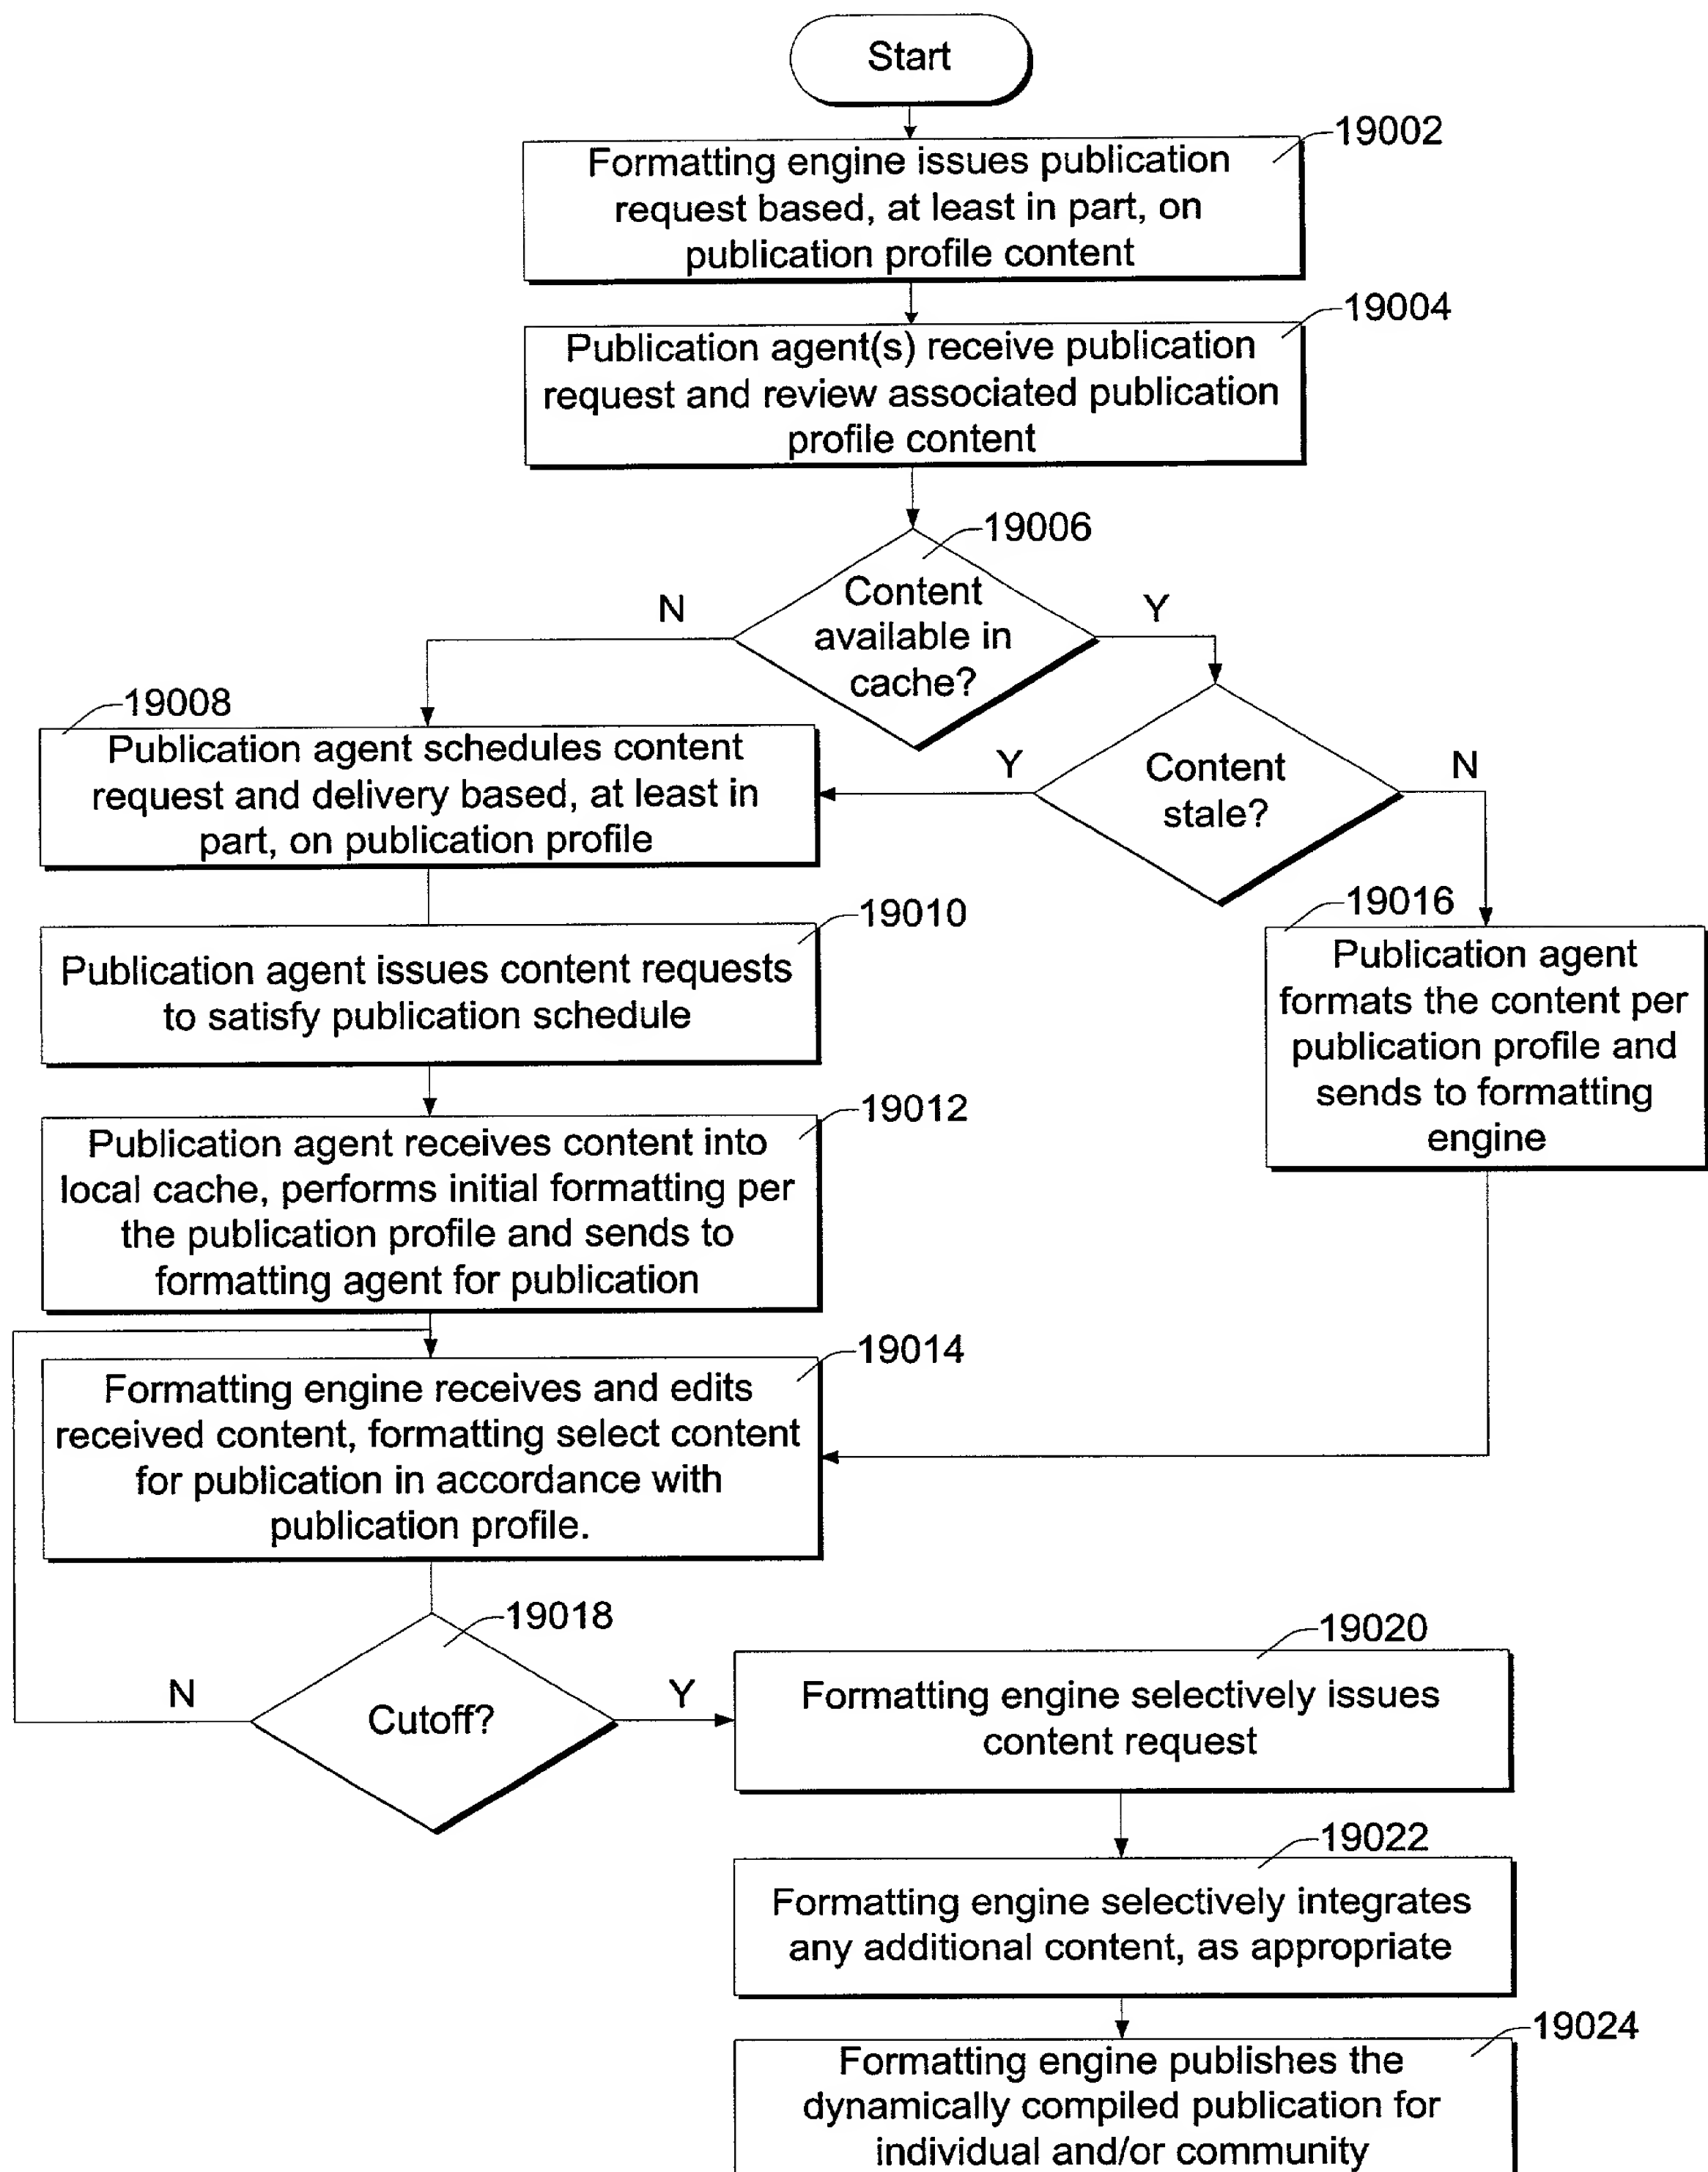 Start
19002
Formatting engine issues publication
request based, at least in part, on
publication profile content
19004
Publication agent(s) receive publication
request and review associated publication
profile content
19006
Content
available in
cache?
N
Y
19008
Publication agent schedules content
request and delivery based, at least in
part, on publication profile
Content
stale?
Y
N
19010
Publication agent issues content requests
to satisfy publication schedule
19016
Publication agent
formats the content per
publication profile and
sends to formatting
engine
19012
Publication agent receives content into
local cache, performs initial formatting per
the publication profile and sends to
formatting agent for publication
19014
Formatting engine receives and edits
received content, formatting select content
for publication in accordance with
publication profile.
19018
Cutoff?
N
Y
19020
Formatting engine selectively issues
content request
19022
Formatting engine selectively integrates
any additional content, as appropriate
19024
Formatting engine publishes the
dynamically compiled publication for
individual and/or community